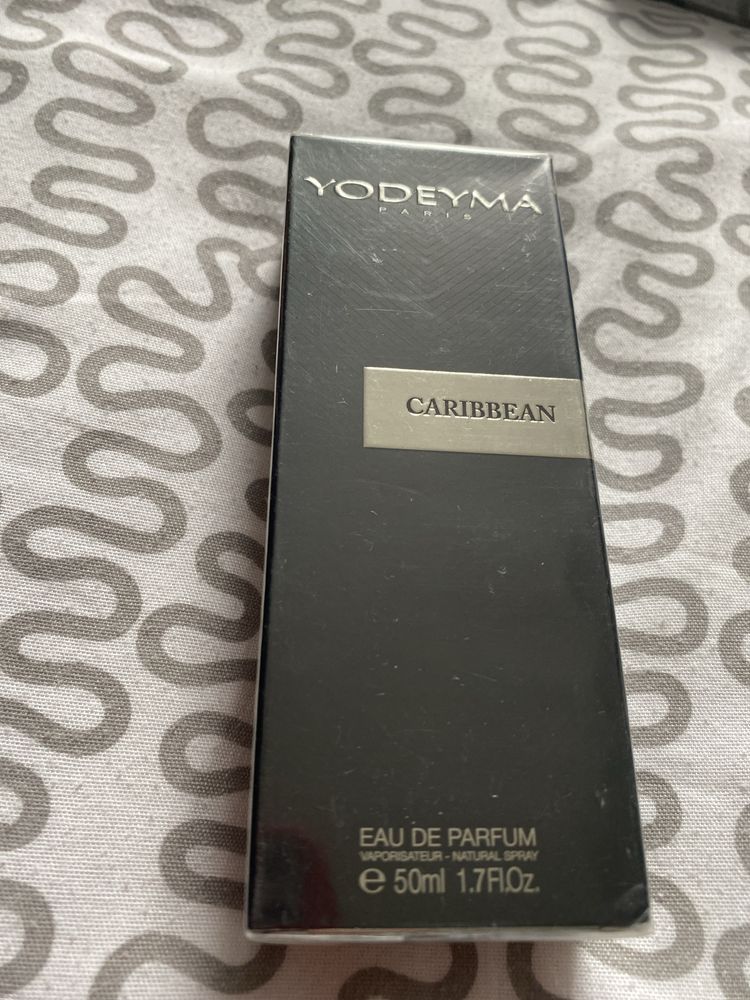 YODEYMA
PARIS
CARIBBEAN
EAU DE PARFUM
VAPORISATEUR - NATURAL SPRAY
e 50ml 1.7Fl.Oz.